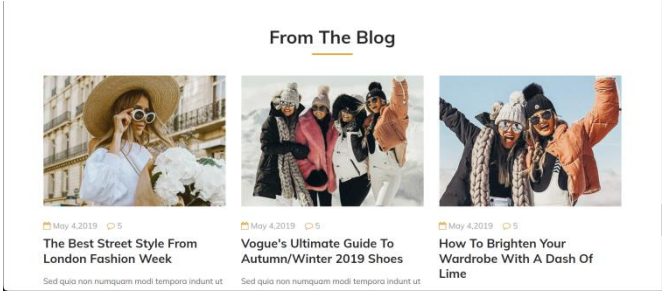 From The Blog
May 4,2019 5
The Best Street Style From
London Fashion Week
Sed quia non numquam modi tempora indunt ut
May 4,2019 5
Vogue's Ultimate Guide To
Autumn/Winter 2019 Shoes
Sed quia non numquam modi tempora indunt ut
May 4,2019 5
How To Brighten Your
Wardrobe With A Dash Of
Lime